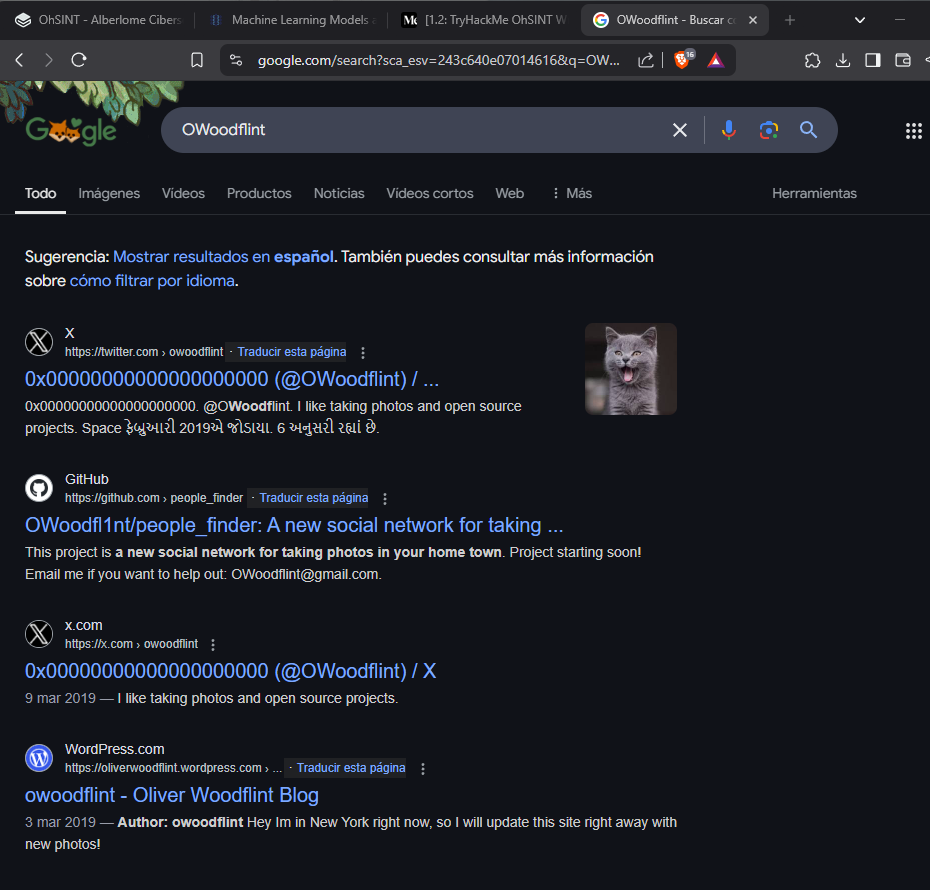 OhSINT - Alberlome Cibers
Machine Learning Models a
[1.2: TryHackMe OhSINT W
OWoodflint - Buscar co
google.com/search?sca_esv=243c640e07014616&q=OW...
16
Google
OWoodflint
Todo
Imágenes
Vídeos
Productos
Noticias
Vídeos cortos
Web
Más
Herramientas
Sugerencia: Mostrar resultados en español. También puedes consultar más información
sobre cómo filtrar por idioma.
X
https://twitter.com › owoodflint · Traducir esta página
0x00000000000000000000 (@OWoodflint) / ...
0x00000000000000000000. @OWoodflint. I like taking photos and open source
projects. Space ફેબ્રુઆરી 2019એ જોડાયા. 6 અનુસરી રહ્યાં છે.
GitHub
https://github.com › people_finder · Traducir esta página
OWoodfl1nt/people_finder: A new social network for taking ...
This project is a new social network for taking photos in your home town. Project starting soon!
Email me if you want to help out: OWoodflint@gmail.com.
x.com
https://x.com › owoodflint
0x00000000000000000000 (@OWoodflint) / X
9 mar 2019 — I like taking photos and open source projects.
WordPress.com
https://oliverwoodflint.wordpress.com › ... · Traducir esta página
owoodflint - Oliver Woodflint Blog
3 mar 2019 — Author: owoodflint Hey Im in New York right now, so I will update this site right away with
new photos!